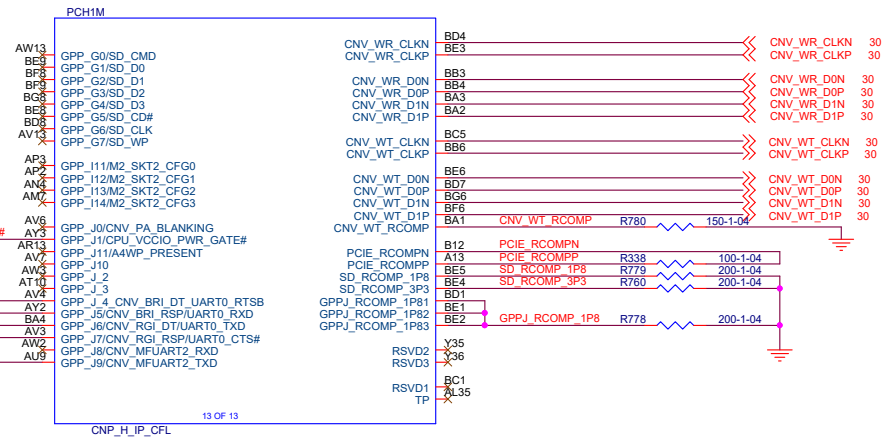 PCH1M
AW13 GPP_G0/SD_CMD
BE9 GPP_G1/SD_D0
BF8 GPP_G2/SD_D1
BF9 GPP_G3/SD_D2
BG8 GPP_G4/SD_D3
BE8 GPP_G5/SD_CD#
BD8 GPP_G6/SD_CLK
AV13 GPP_G7/SD_WP
AP3 GPP_I11/M2_SKT2_CFG0
AP2 GPP_I12/M2_SKT2_CFG1
AN4 GPP_I13/M2_SKT2_CFG2
AM7 GPP_I14/M2_SKT2_CFG3
AV6 GPP_J0/CNV_PA_BLANKING
# AY3 GPP_J1/CPU_VCCIO_PWR_GATE#
AR13 GPP_J11/A4WP_PRESENT
AV7 GPP_J10
AW3 GPP_J_2
AT10 GPP_J_3
AV4 GPP_J_4_CNV_BRI_DT_UART0_RTSB
AY2 GPP_J5/CNV_BRI_RSP/UART0_RXD
BA4 GPP_J6/CNV_RGI_DT/UART0_TXD
AV3 GPP_J7/CNV_RGI_RSP/UART0_CTS#
AW2 GPP_J8/CNV_MFUART2_RXD
AU9 GPP_J9/CNV_MFUART2_TXD
CNV_WR_CLKN BD4 CNV_WR_CLKN 30
CNV_WR_CLKP BE3 CNV_WR_CLKP 30
CNV_WR_D0N BB3 CNV_WR_D0N 30
CNV_WR_D0P BB4 CNV_WR_D0P 30
CNV_WR_D1N BA3 CNV_WR_D1N 30
CNV_WR_D1P BA2 CNV_WR_D1P 30
CNV_WT_CLKN BC5 CNV_WT_CLKN 30
CNV_WT_CLKP BB6 CNV_WT_CLKP 30
CNV_WT_D0N BE6 CNV_WT_D0N 30
CNV_WT_D0P BD7 CNV_WT_D0P 30
CNV_WT_D1N BG6 CNV_WT_D1N 30
CNV_WT_D1P BF6 CNV_WT_D1P 30
CNV_WT_RCOMP BA1 CNV_WT_RCOMP R780 150-1-04
PCIE_RCOMPN B12 PCIE_RCOMPN
PCIE_RCOMPP A13 PCIE_RCOMPP R338 100-1-04
SD_RCOMP_1P8 BE5 SD_RCOMP_1P8 R779 200-1-04
SD_RCOMP_3P3 BE4 SD_RCOMP_3P3 R760 200-1-04
GPPJ_RCOMP_1P81 BD1
GPPJ_RCOMP_1P82 BE1
GPPJ_RCOMP_1P83 BE2 GPPJ_RCOMP_1P8 R778 200-1-04
RSVD2 Y35
RSVD3 Y36
RSVD1 BC1
TP AL35
13 OF 13
CNP_H_IP_CFL